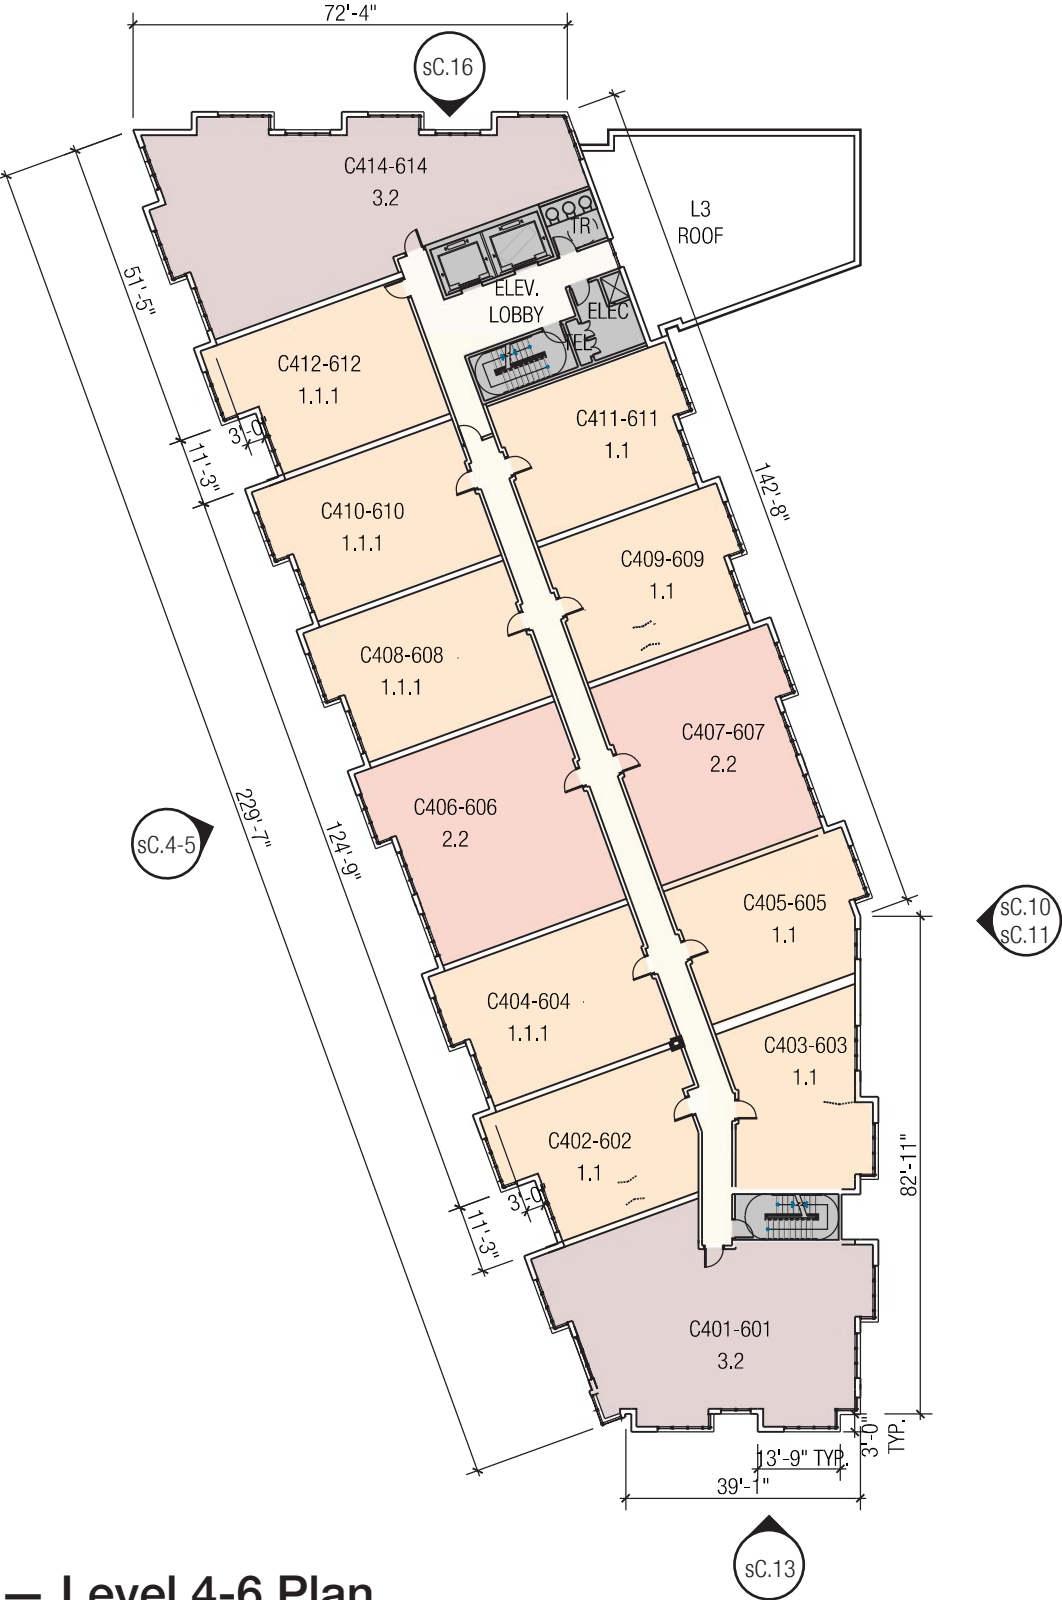 72'-4"
sC.16
C414-614
3.2
L3
ROOF
TR
51'-5"
ELEV.
LOBBY
ELEC
TEL
C412-612
1.1.1
C411-611
1.1
3'-0
11'-3"
142'-8"
C410-610
1.1.1
C409-609
1.1
C408-608
1.1.1
C407-607
2.2
C406-606
2.2
229'-7"
124'-9"
sC.4-5
C405-605
1.1
sC.10
sC.11
C404-604
1.1.1
C403-603
1.1
C402-602
1.1
82'-11"
3'-0
11'-3"
C401-601
3.2
3'-0"
TYP.
13'-9" TYP.
39'-1"
sC.13
— Level 4-6 Plan